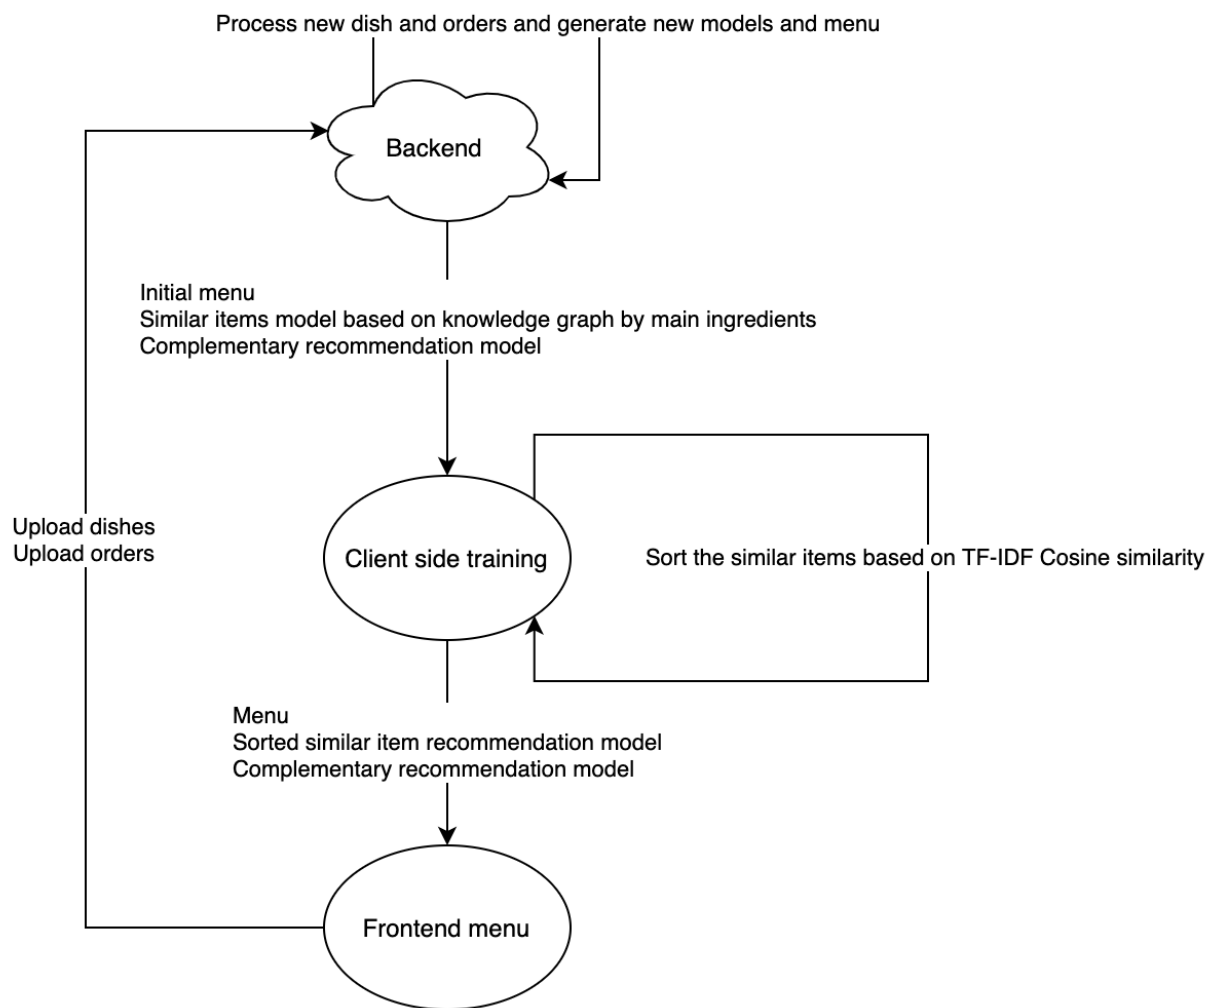 Process new dish and orders and generate new models and menu
Backend
Initial menu
Similar items model based on knowledge graph by main ingredients
Complementary recommendation model
Upload dishes
Upload orders
Client side training
Sort the similar items based on TF-IDF Cosine similarity
Menu
Sorted similar item recommendation model
Complementary recommendation model
Frontend menu